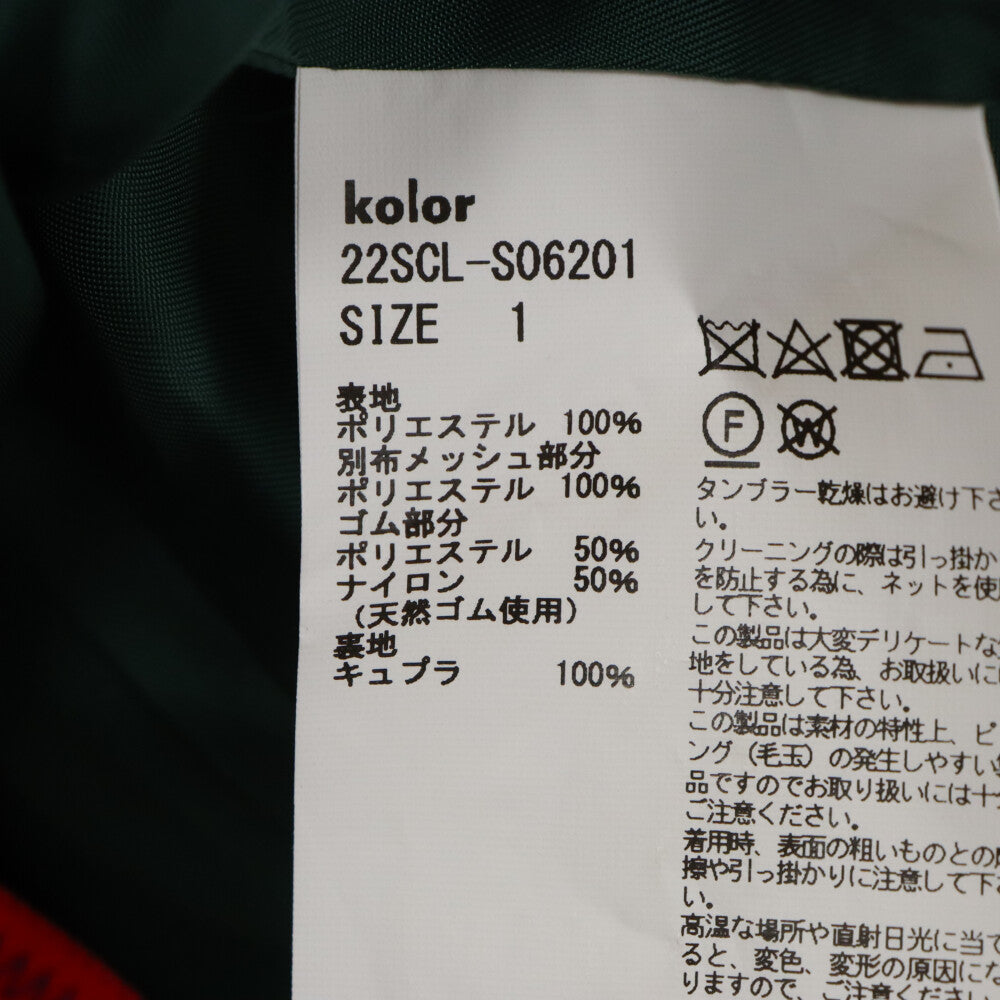 kolor
22SCL-S06201
SIZE 1
表地
ポリエステル 100%
別布メッシュ部分
ポリエステル 100%
ゴム部分
ポリエステル 50%
ナイロン 50%
(天然ゴム使用)
裏地
キュプラ 100%
F
W
タンブラー乾燥はお避け下さ
い。
クリーニングの際は引っ掛か
を防止する為に、ネットを使用
して下さい。
この製品は大変デリケートな
地をしている為、お取扱いに
十分注意して下さい。
この製品は素材の特性上、ピ
ング(毛玉)の発生しやすい
品ですのでお取り扱いには十
ご注意ください。
着用時、表面の粗いものとの
擦や引っ掛かりに注意して下
い。
高温な場所や直射日光に当て
ると、変色、変形の原因にな
りますので、ご注意ください